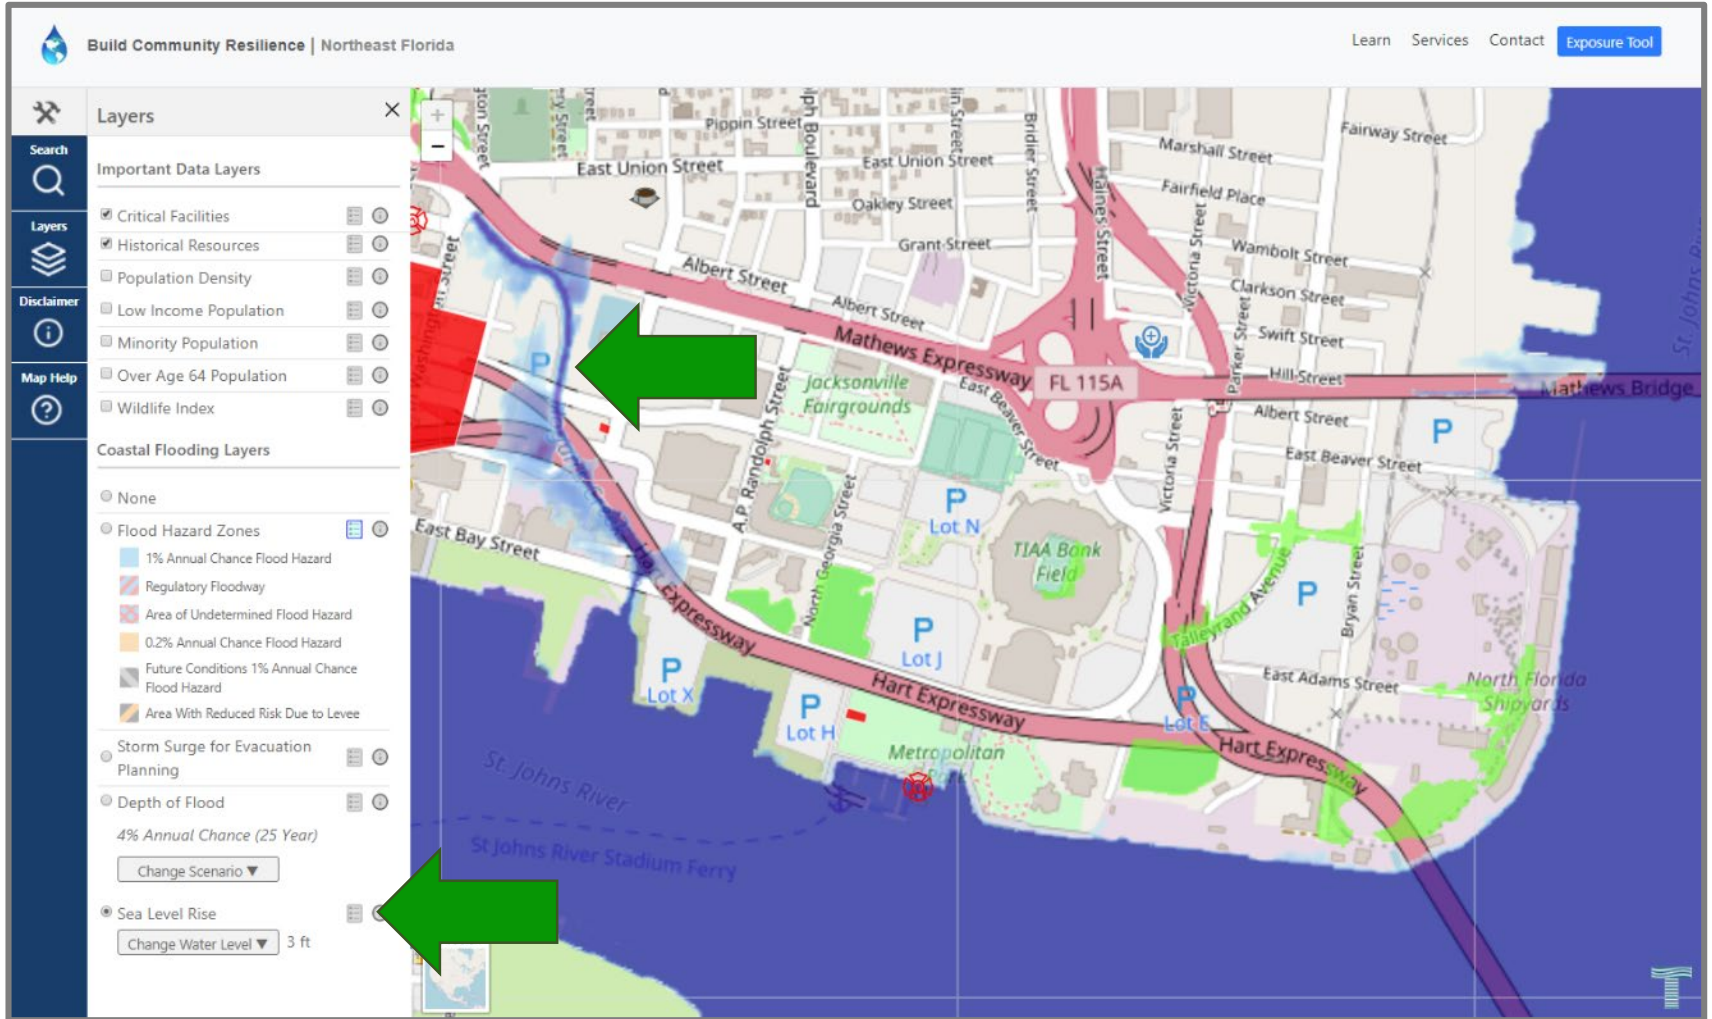 Build Community Resilience | Northeast Florida
Learn Services Contact Exposure Tool
Search
Layers
Disclaimer
Map Help
Layers
Important Data Layers
Critical Facilities
Historical Resources
Population Density
Low Income Population
Minority Population
Over Age 64 Population
Wildlife Index
Coastal Flooding Layers
None
Flood Hazard Zones
1% Annual Chance Flood Hazard
Regulatory Floodway
Area of Undetermined Flood Hazard
0.2% Annual Chance Flood Hazard
Future Conditions 1% Annual Chance
Flood Hazard
Area With Reduced Risk Due to Levee
Storm Surge for Evacuation
Planning
Depth of Flood
4% Annual Chance (25 Year)
Change Scenario ▼
Sea Level Rise
Change Water Level ▼ 3 ft
Pippin Street
East Union Street
East Union Street
Oakley Street
Grant Street
Albert Street
Albert Street
Mathews Expressway
FL 115A
Bridier Street
Haines Street
Marshall Street
Fairway Street
Fairfield Place
Victoria Street
Wambolt Street
Clarkson Street
Swift Street
Parker Street
Hill Street
Mathews Bridge
Albert Street
East Beaver Street
East Beaver Street
Victoria Street
Jacksonville
Fairgrounds
A.P. Randolph Street
North Georgia Street
P
P
Lot N
TIAA Bank
Field
P
P
Bryan Street
Talleyrand Avenue
East Bay Street
Hart Expressway
P
Lot J
P
Lot X
P
Lot H
Hart Expressway
P
Lot E
East Adams Street
North Florida
Shipyards
Hart Expressway
Metropolitan
Park
St. Johns River
St Johns River Stadium Ferry